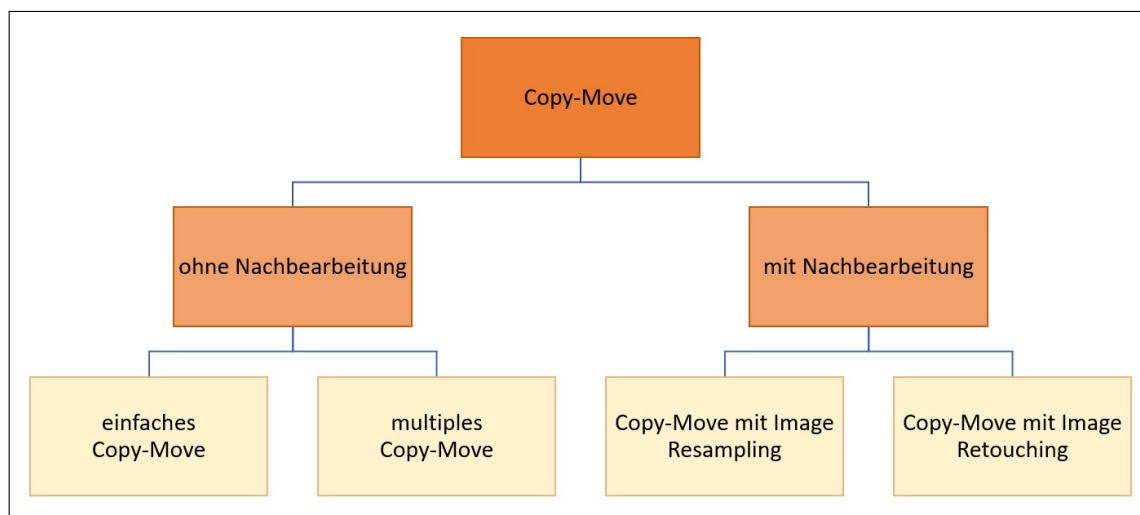 Copy-Move
ohne Nachbearbeitung
mit Nachbearbeitung
einfaches
Copy-Move
multiples
Copy-Move
Copy-Move mit Image
Resampling
Copy-Move mit Image
Retouching